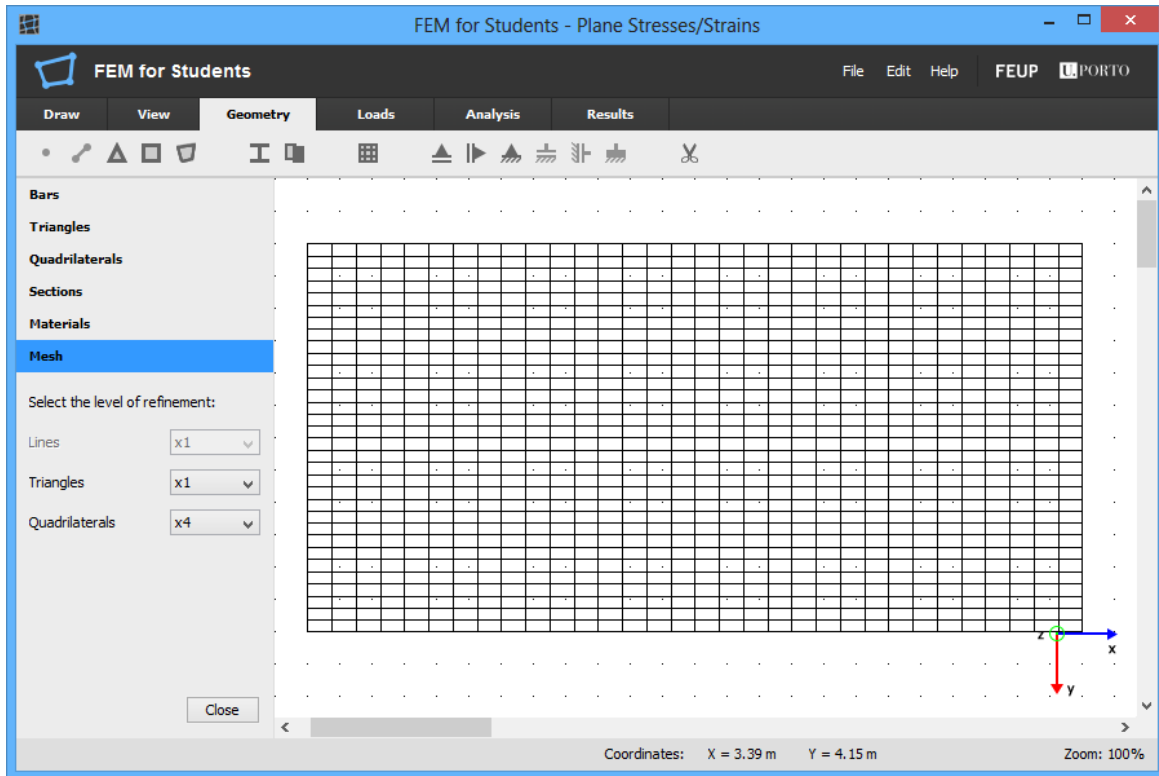 FEM for Students - Plane Stresses/Strains
FEM for Students
File Edit Help FEUP U.PORTO
Draw View Geometry Loads Analysis Results
Bars
Triangles
Quadrilaterals
Sections
Materials
Mesh
Select the level of refinement:
Lines x1
Triangles x1
Quadrilaterals x4
Close
z
x
y
Coordinates: X = 3.39 m Y = 4.15 m Zoom: 100%